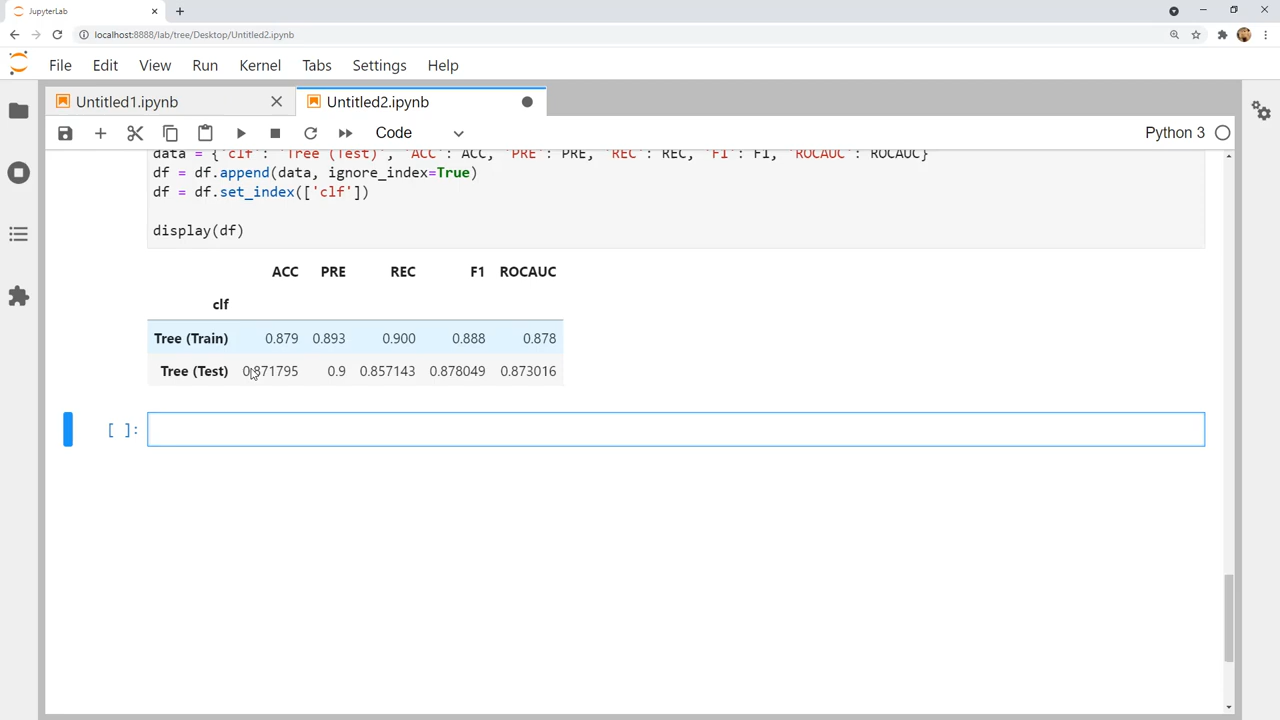 JupyterLab
localhost:8888/lab/tree/Desktop/Untitled2.ipynb
File Edit View Run Kernel Tabs Settings Help
Untitled1.ipynb Untitled2.ipynb
Code Python 3
data = {'clf': 'Tree (Test)', 'ACC': ACC, 'PRE': PRE, 'REC': REC, 'F1': F1, 'ROCAUC': ROCAUC}
df = df.append(data, ignore_index=True)
df = df.set_index(['clf'])
display(df)
ACC PRE REC F1 ROCAUC
clf
Tree (Train) 0.879 0.893 0.900 0.888 0.878
Tree (Test) 0.871795 0.9 0.857143 0.878049 0.873016
[ ]: